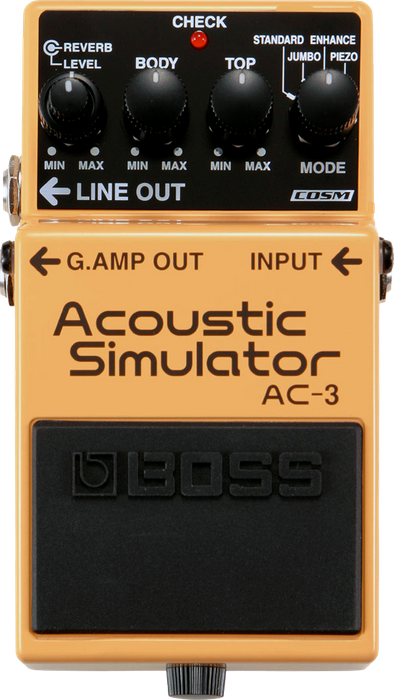 CHECK
STANDARD ENHANCE
JUMBO PIEZO
REVERB
LEVEL BODY TOP
MIN MAX MIN MAX MIN MAX MODE
LINE OUT COSM
G.AMP OUT INPUT
Acoustic
Simulator
AC-3
BOSS